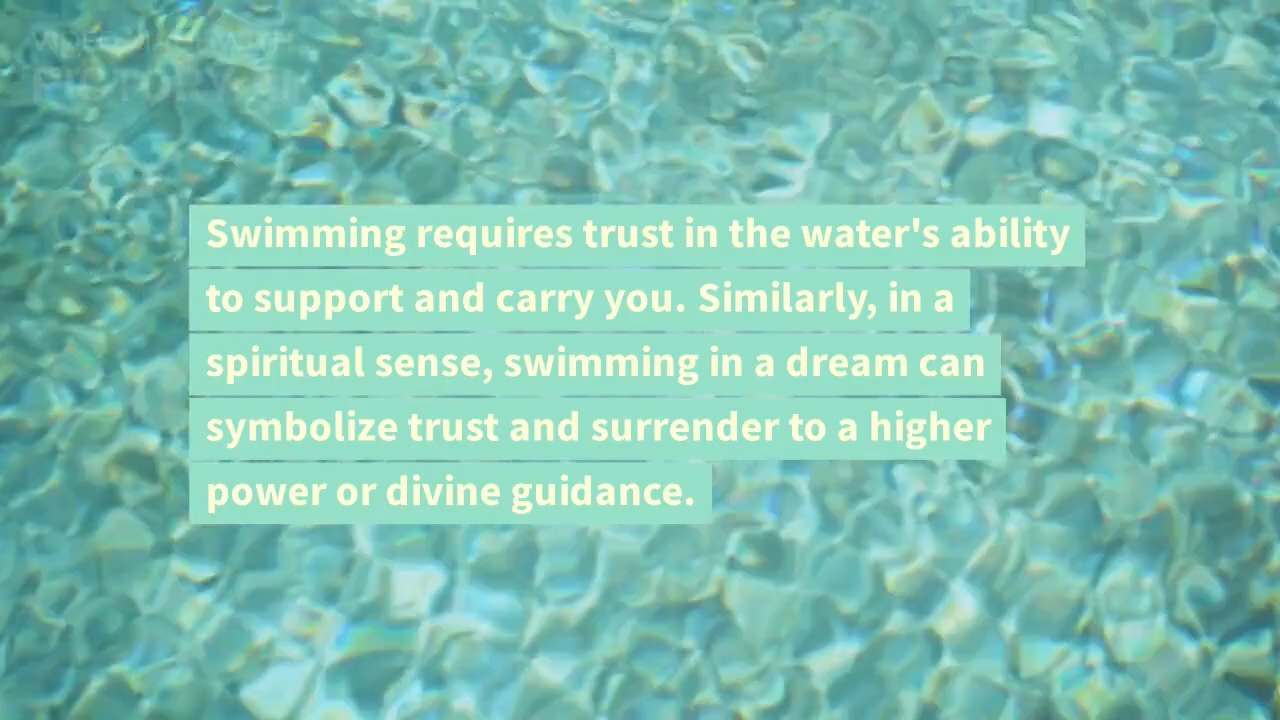 Swimming requires trust in the water's ability
to support and carry you. Similarly, in a
spiritual sense, swimming in a dream can
symbolize trust and surrender to a higher
power or divine guidance.